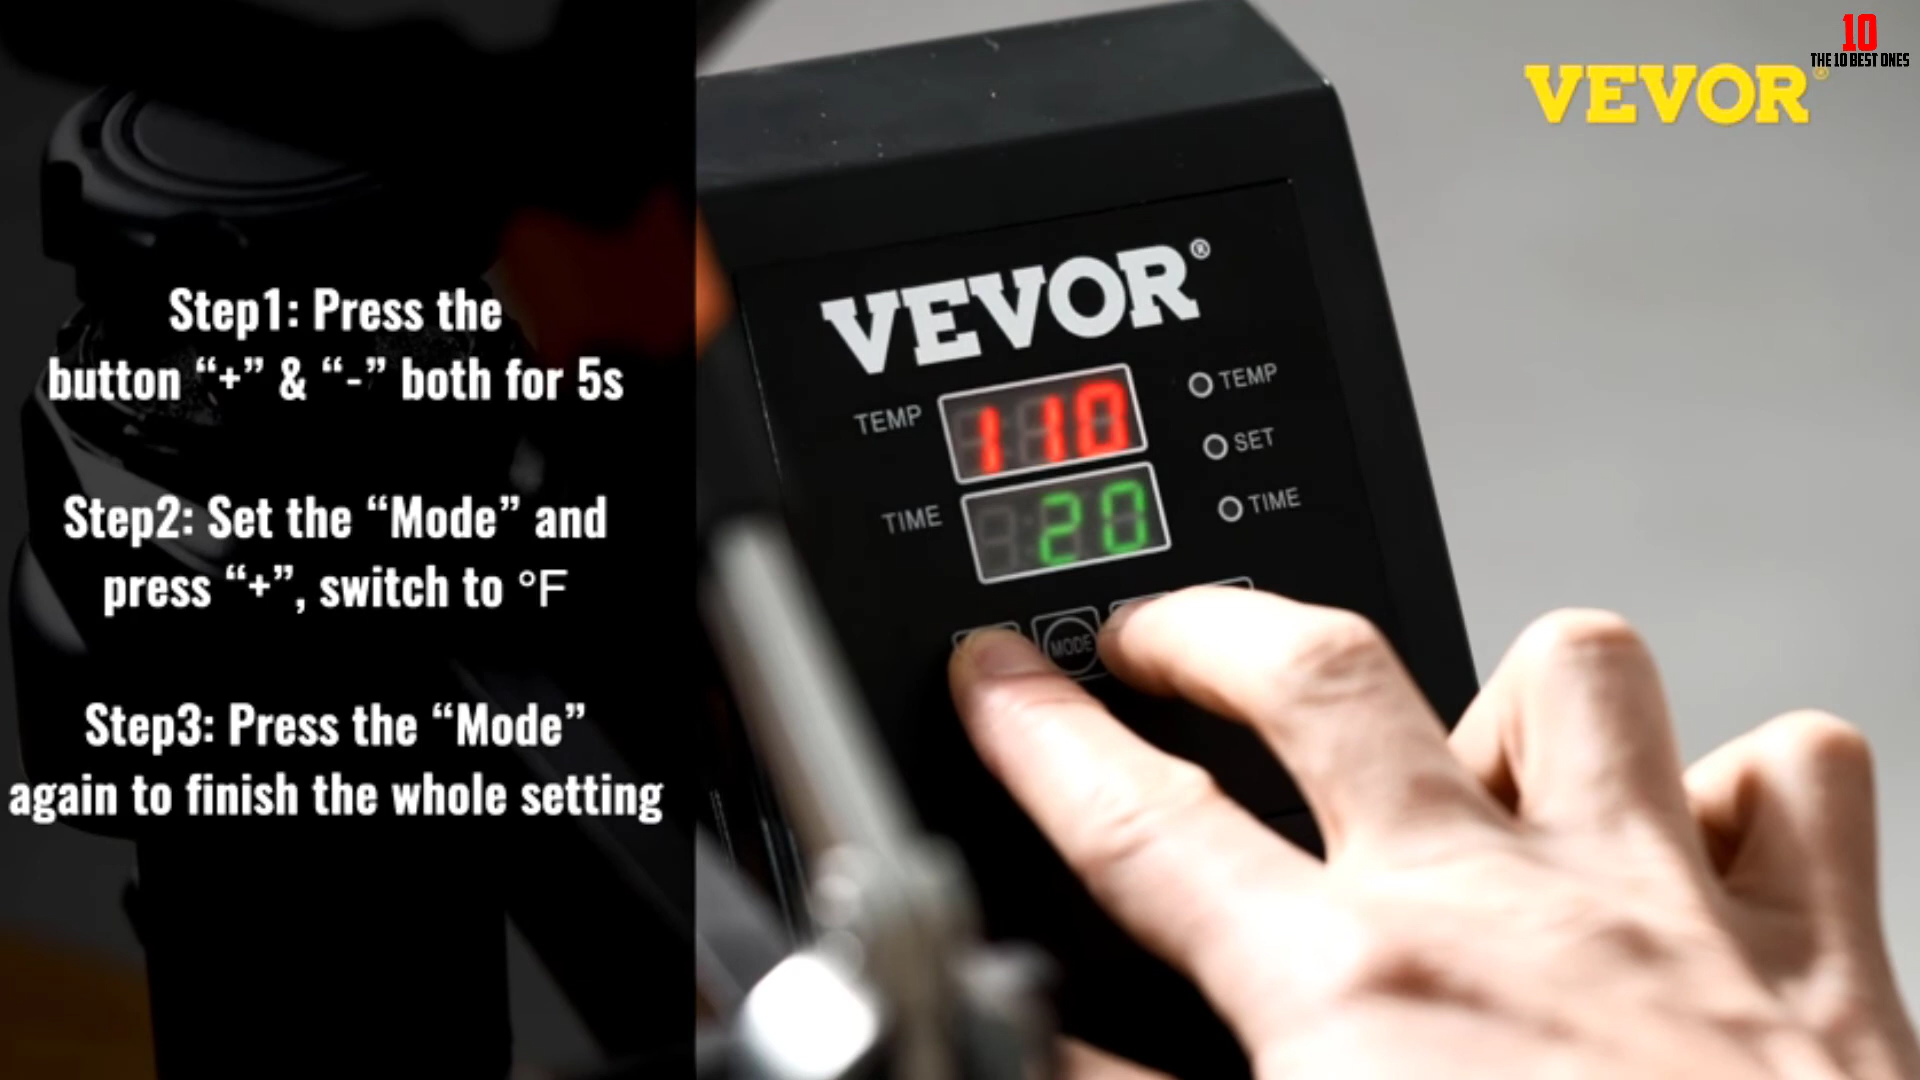 10
THE 10 BEST ONES
VEVOR®
Step1: Press the
button “+” & “-” both for 5s
Step2: Set the “Mode” and
press “+”, switch to °F
Step3: Press the “Mode”
again to finish the whole setting
VEVOR®
TEMP 110
TIME 20
TEMP
SET
TIME
MODE